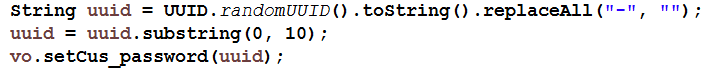 String uuid = UUID.randomUUID().toString().replaceAll("-", "");
uuid = uuid.substring(0, 10);
vo.setCus_password(uuid);